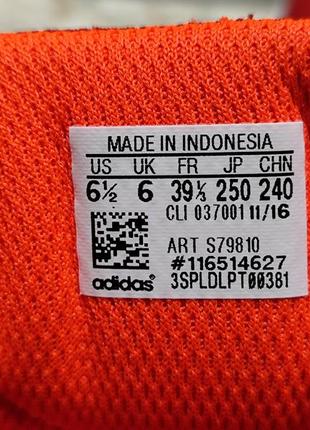 MADE IN INDONESIA
US UK FR JP CHN
6½ 6 39⅓ 250 240
CLI 037001 11/16
ART S79810
#116514627
adidas® 3SPLDLPT00381